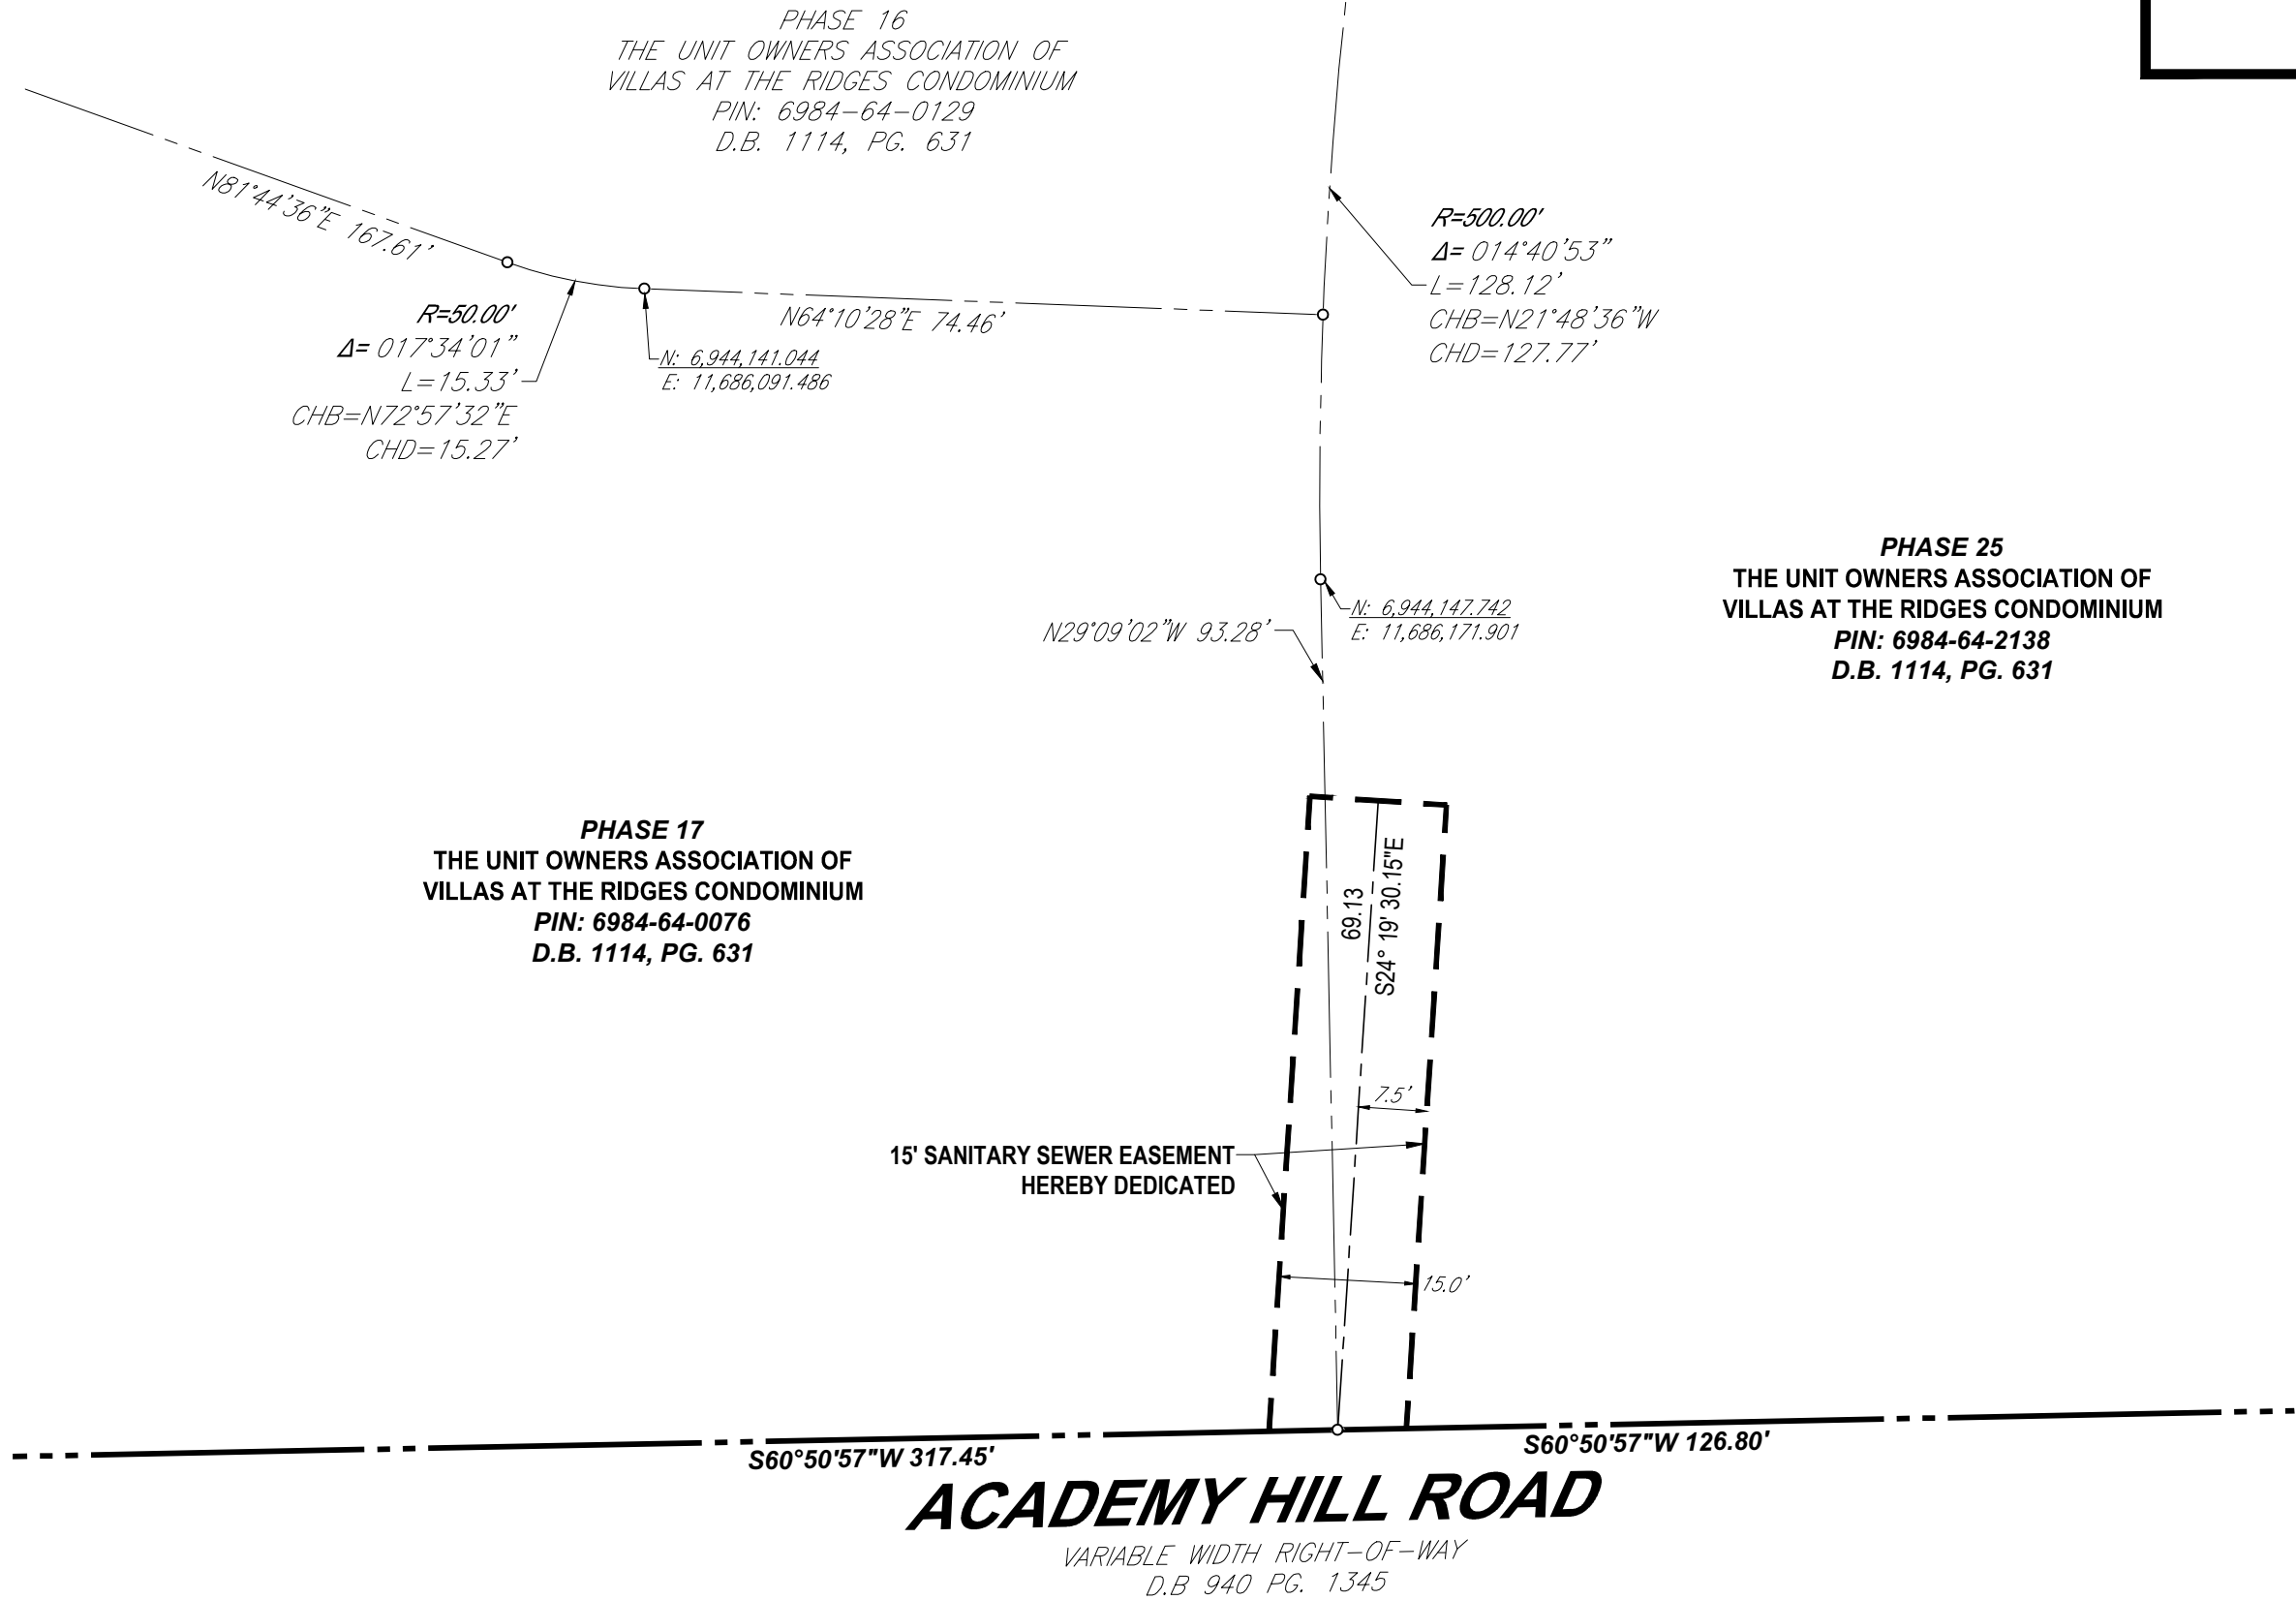 PHASE 16
THE UNIT OWNERS ASSOCIATION OF
VILLAS AT THE RIDGES CONDOMINIUM
PIN: 6984-64-0129
D.B. 1114, PG. 631
N81°44'36"E 167.61'
R=500.00'
Δ= 014°40'53"
L=128.12'
CHB=N21°48'36"W
CHD=127.77'
R=50.00'
Δ= 017°34'01"
L=15.33'
CHB=N72°57'32"E
CHD=15.27'
N64°10'28"E 74.46'
N: 6,944,141.044
E: 11,686,091.486
PHASE 25
THE UNIT OWNERS ASSOCIATION OF
VILLAS AT THE RIDGES CONDOMINIUM
PIN: 6984-64-2138
D.B. 1114, PG. 631
N: 6,944,147.742
E: 11,686,171.901
N29°09'02"W 93.28'
PHASE 17
THE UNIT OWNERS ASSOCIATION OF
VILLAS AT THE RIDGES CONDOMINIUM
PIN: 6984-64-0076
D.B. 1114, PG. 631
69.13
S24° 19' 30.15"E
7.5'
15' SANITARY SEWER EASEMENT
HEREBY DEDICATED
15.0'
S60°50'57"W 317.45'
S60°50'57"W 126.80'
ACADEMY HILL ROAD
VARIABLE WIDTH RIGHT-OF-WAY
D.B 940 PG. 1345